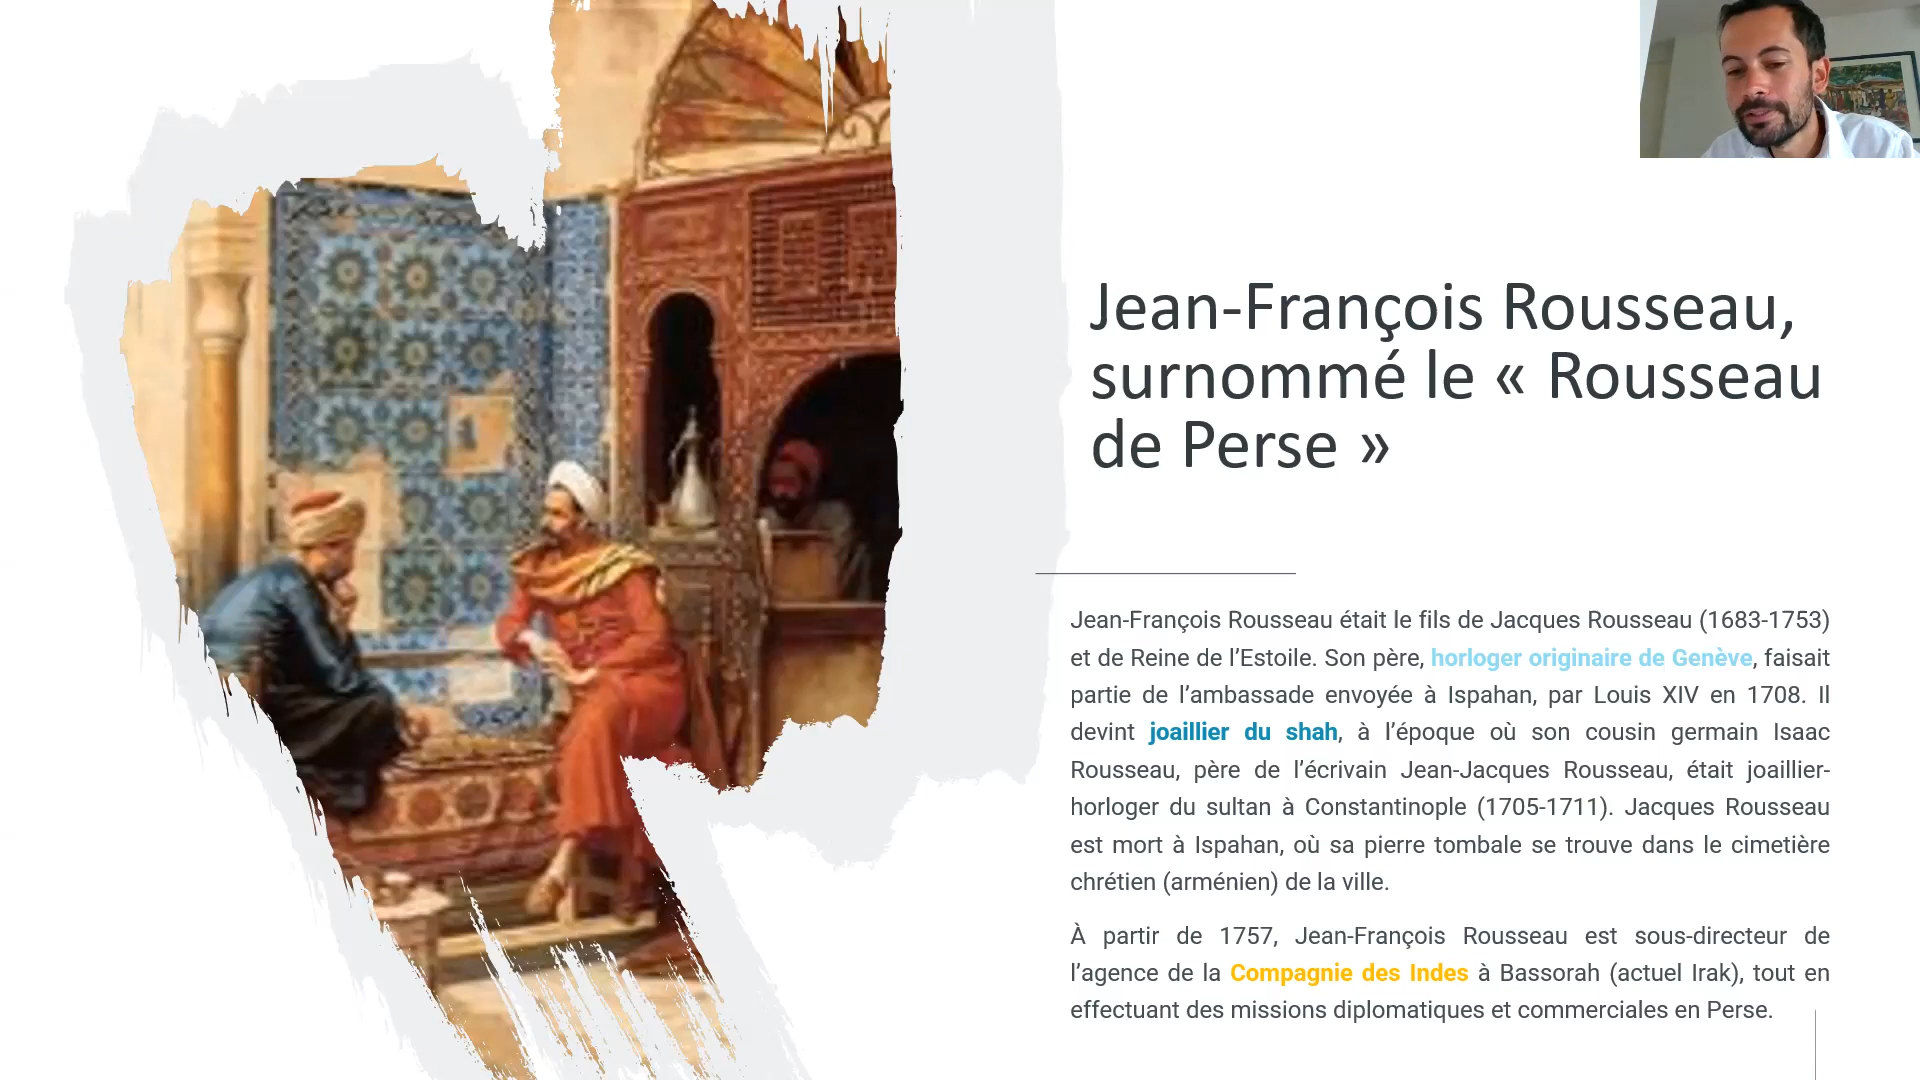 Jean-François Rousseau,
surnommé le « Rousseau
de Perse »
Jean-François Rousseau était le fils de Jacques Rousseau (1683-1753)
et de Reine de l’Estoile. Son père, horloger originaire de Genève, faisait
partie de l’ambassade envoyée à Ispahan, par Louis XIV en 1708. Il
devint joaillier du shah, à l’époque où son cousin germain Isaac
Rousseau, père de l’écrivain Jean-Jacques Rousseau, était joaillier-
horloger du sultan à Constantinople (1705-1711). Jacques Rousseau
est mort à Ispahan, où sa pierre tombale se trouve dans le cimetière
chrétien (arménien) de la ville.
À partir de 1757, Jean-François Rousseau est sous-directeur de
l’agence de la Compagnie des Indes à Bassorah (actuel Irak), tout en
effectuant des missions diplomatiques et commerciales en Perse.